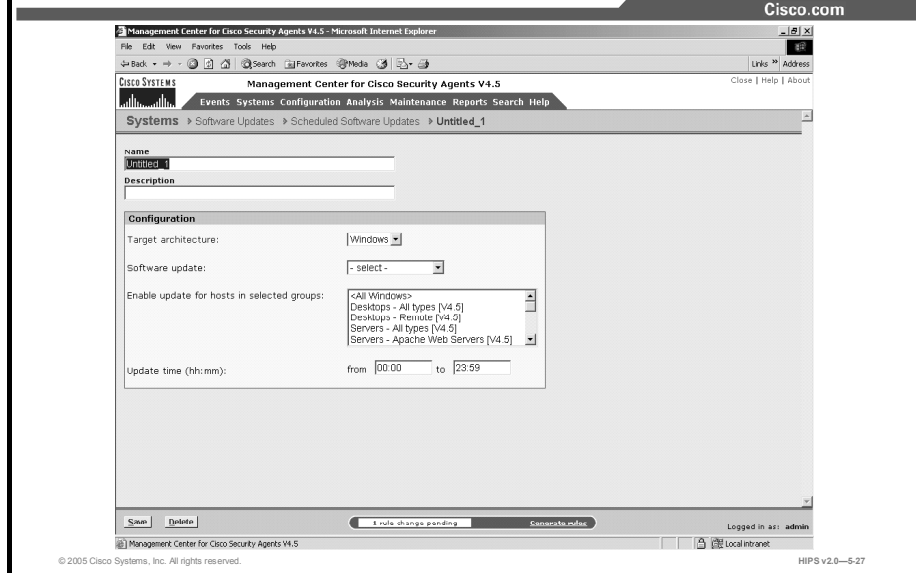 Cisco.com
Management Center for Cisco Security Agents V4.5 - Microsoft Internet Explorer
File Edit View Favorites Tools Help
Back Search Favorites Media Links » Address
CISCO SYSTEMS
Management Center for Cisco Security Agents V4.5
Close | Help | About
Events Systems Configuration Analysis Maintenance Reports Search Help
Systems Software Updates Scheduled Software Updates Untitled_1
Name
Untitled_1
Description
Configuration
Target architecture: Windows
Software update: - select -
Enable update for hosts in selected groups: <All Windows>
Desktops - All types [V4.5]
Desktops - Remote [V4.5]
Servers - All types [V4.5]
Servers - Apache Web Servers [V4.5]
Update time (hh:mm): from 00:00 to 23:59
Save Delete 1 rule change pending Generate rules Logged in as: admin
Management Center for Cisco Security Agents V4.5 Local intranet
© 2005 Cisco Systems, Inc. All rights reserved. HIPS v2.0—5-27